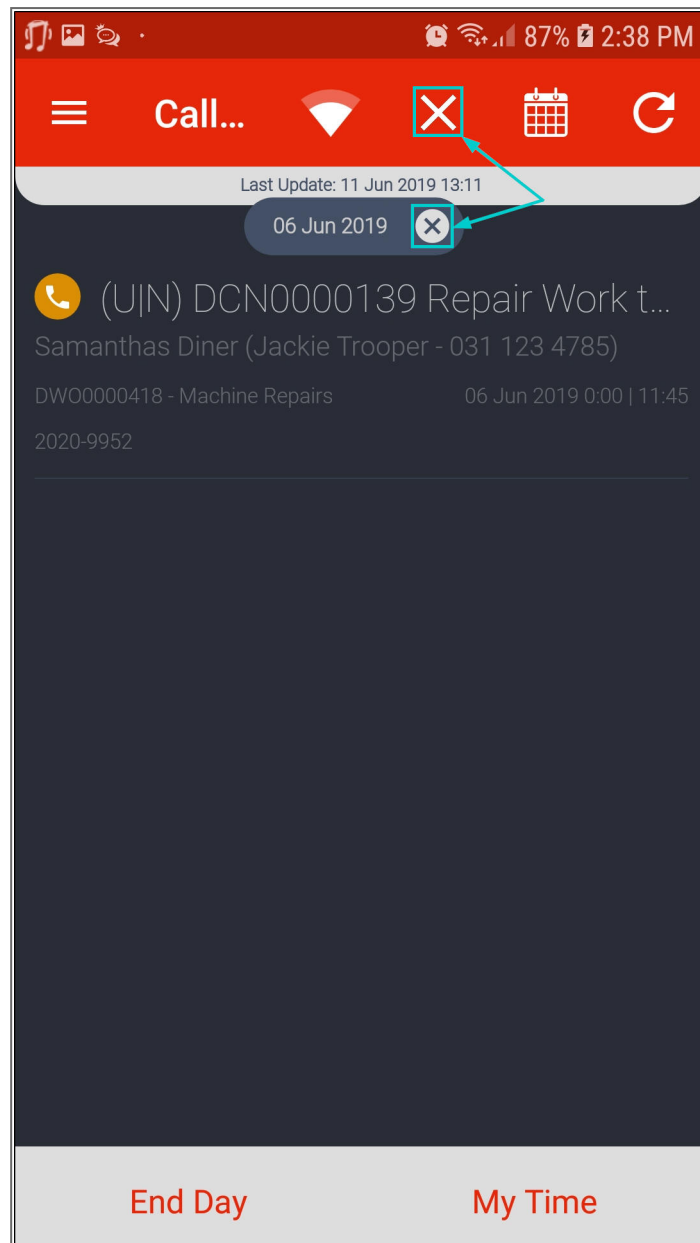 87% 2:38 PM
Call...
Last Update: 11 Jun 2019 13:11
06 Jun 2019
(U|N) DCN0000139 Repair Work t...
Samanthas Diner (Jackie Trooper - 031 123 4785)
DWO0000418 - Machine Repairs 06 Jun 2019 0:00 | 11:45
2020-9952
End Day My Time